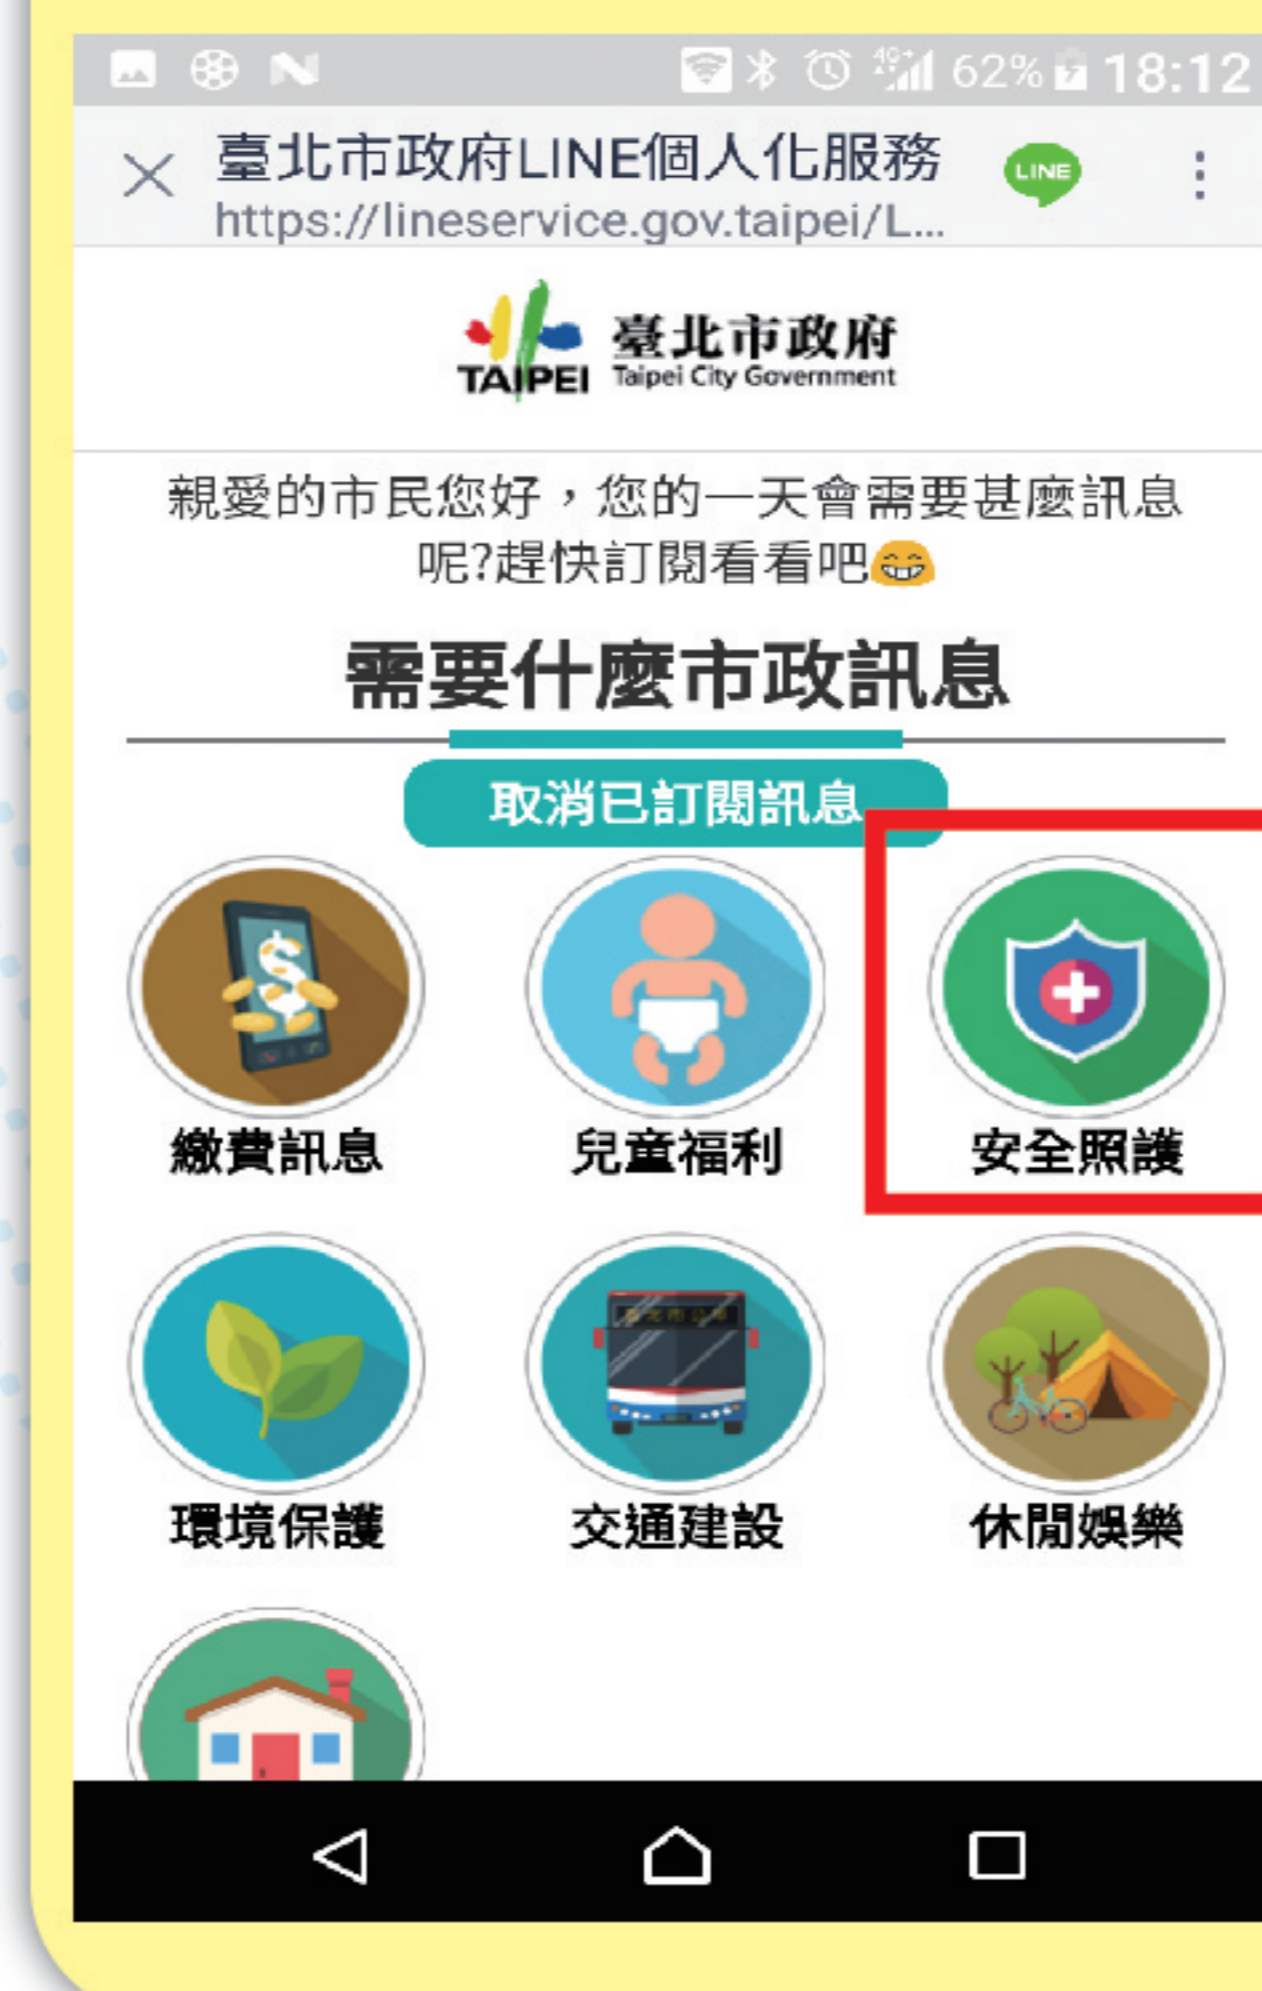 62% 18:12
臺北市政府LINE個人化服務
LINE
https://lineservice.gov.taipei/L...
TAIPEI
臺北市政府
Taipei City Government
親愛的市民您好，您的一天會需要甚麼訊息
呢?趕快訂閱看看吧😁
需要什麼市政訊息
取消已訂閱訊息
繳費訊息
兒童福利
安全照護
環境保護
交通建設
休閒娛樂